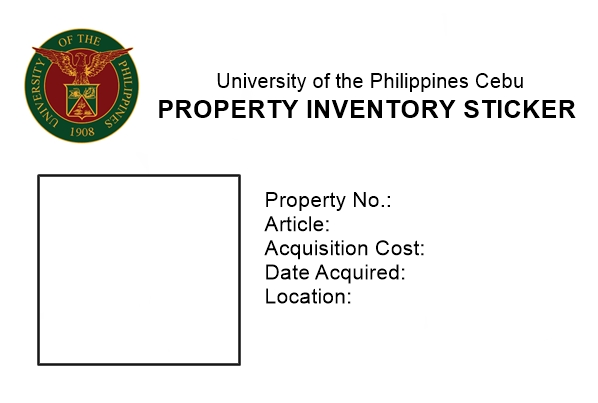 UNIVERSITY OF THE PHILIPPINES
1908
University of the Philippines Cebu
PROPERTY INVENTORY STICKER
Property No.:
Article:
Acquisition Cost:
Date Acquired:
Location: